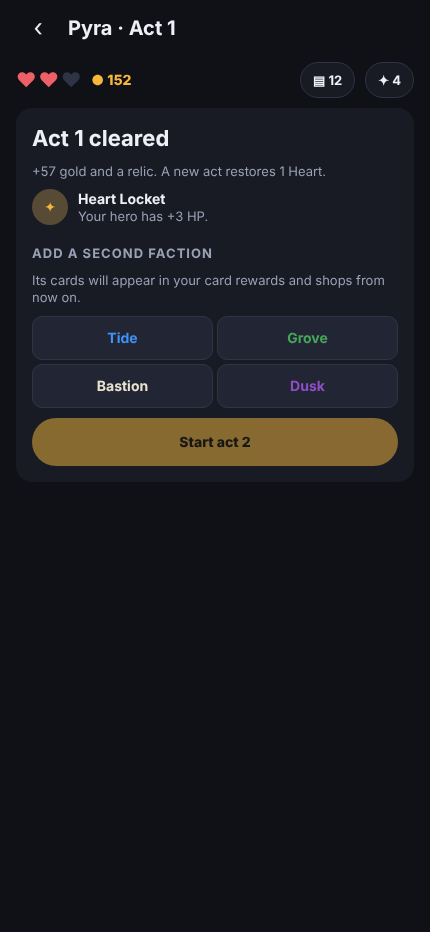 Pyra · Act 1
152
12
4
Act 1 cleared
+57 gold and a relic. A new act restores 1 Heart.
Heart Locket
Your hero has +3 HP.
ADD A SECOND FACTION
Its cards will appear in your card rewards and shops from
now on.
Tide
Grove
Bastion
Dusk
Start act 2